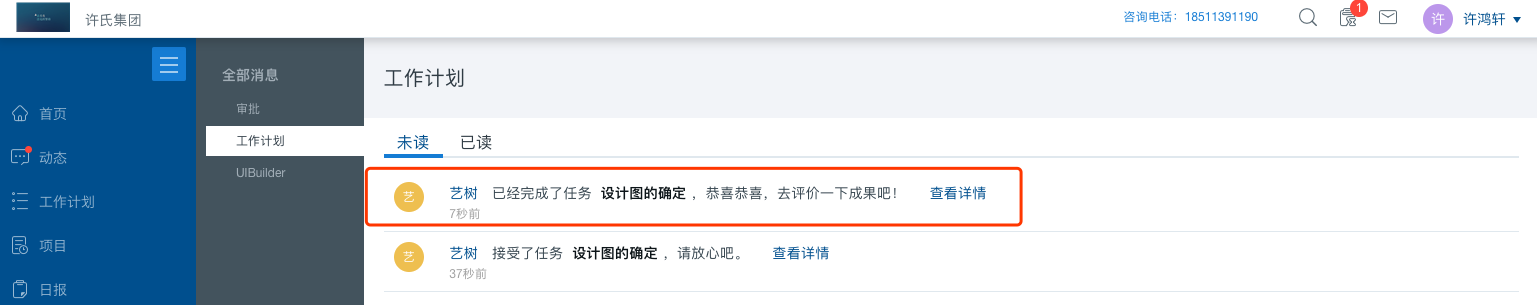 许氏集团
咨询电话：18511391190
1
许 许鸿轩
首页
动态
工作计划
项目
日报
全部消息
审批
工作计划
UIBuilder
工作计划
未读 已读
艺 艺树 已经完成了任务 设计图的确定 ，恭喜恭喜，去评价一下成果吧！ 查看详情
7秒前
艺 艺树 接受了任务 设计图的确定 ，请放心吧。 查看详情
37秒前